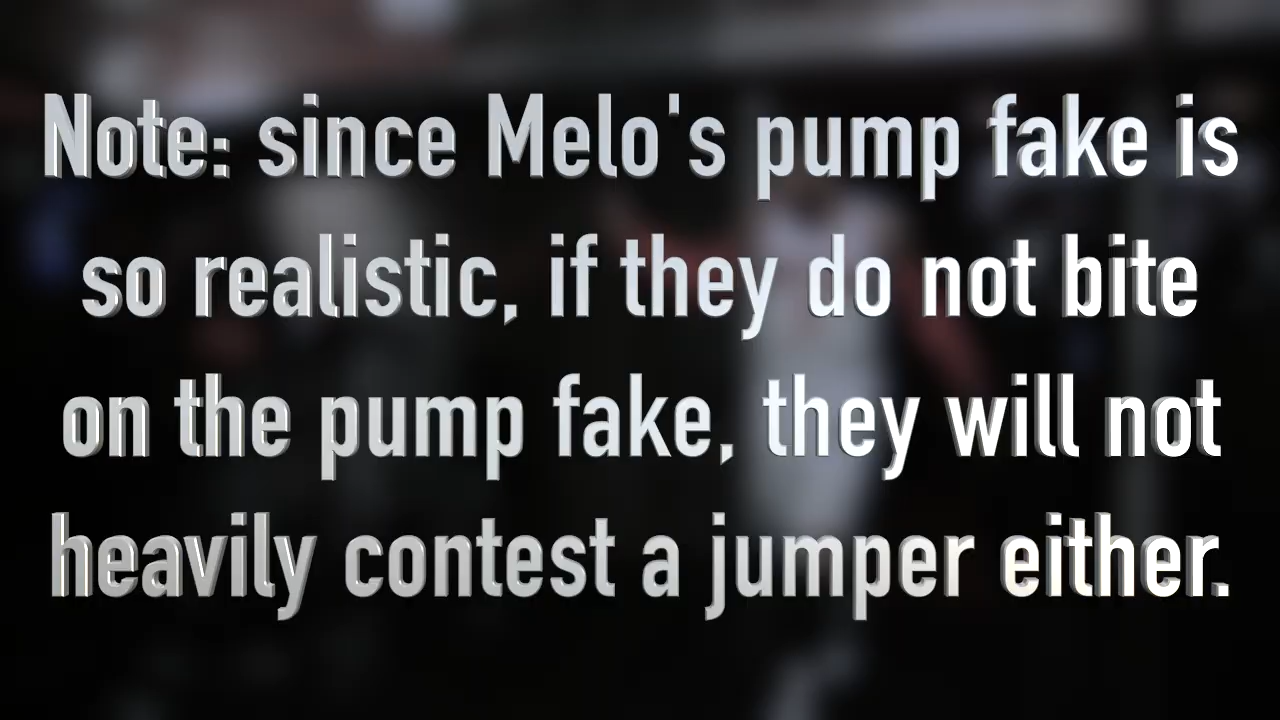 Note: since Melo's pump fake is
so realistic, if they do not bite
on the pump fake, they will not
heavily contest a jumper either.